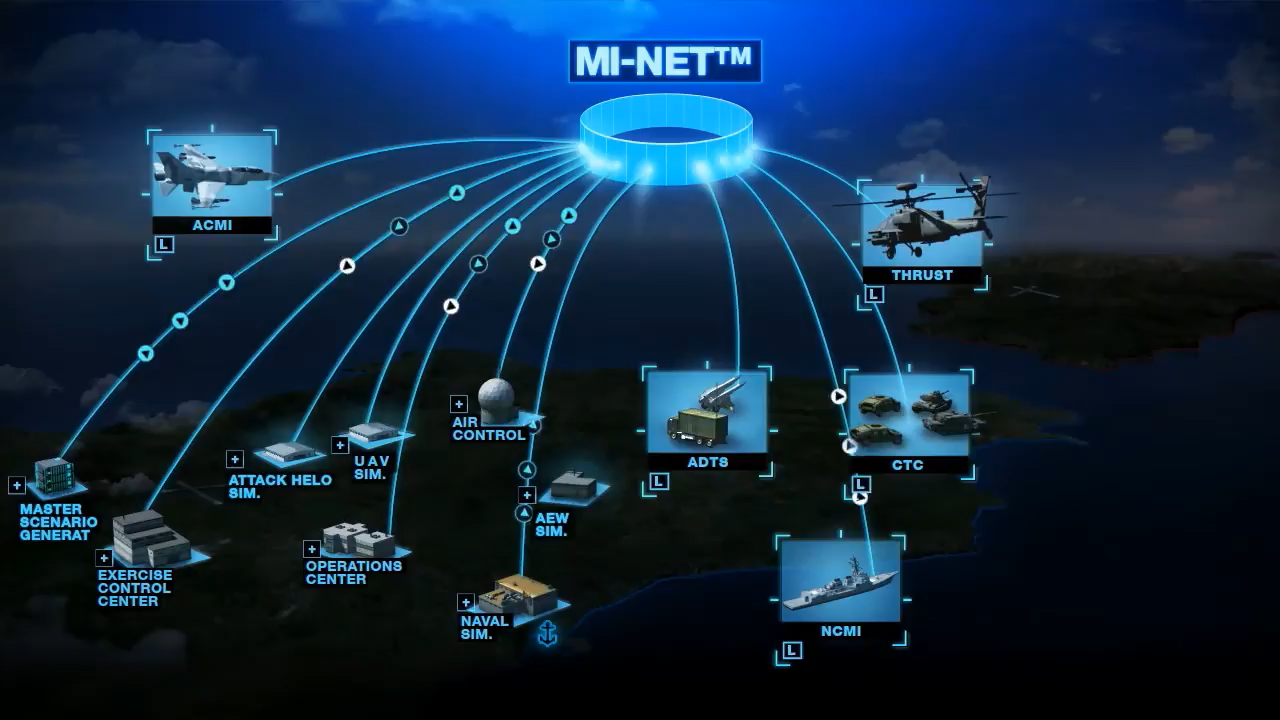 MI-NET™
ACMI
L
THRUST
L
AIR
CONTROL
ADTS
L
CTC
L
ATTACK HELO
SIM.
UAV
SIM.
MASTER
SCENARIO
GENERAT
AEW
SIM.
EXERCISE
CONTROL
CENTER
OPERATIONS
CENTER
NAVAL
SIM.
NCMI
L